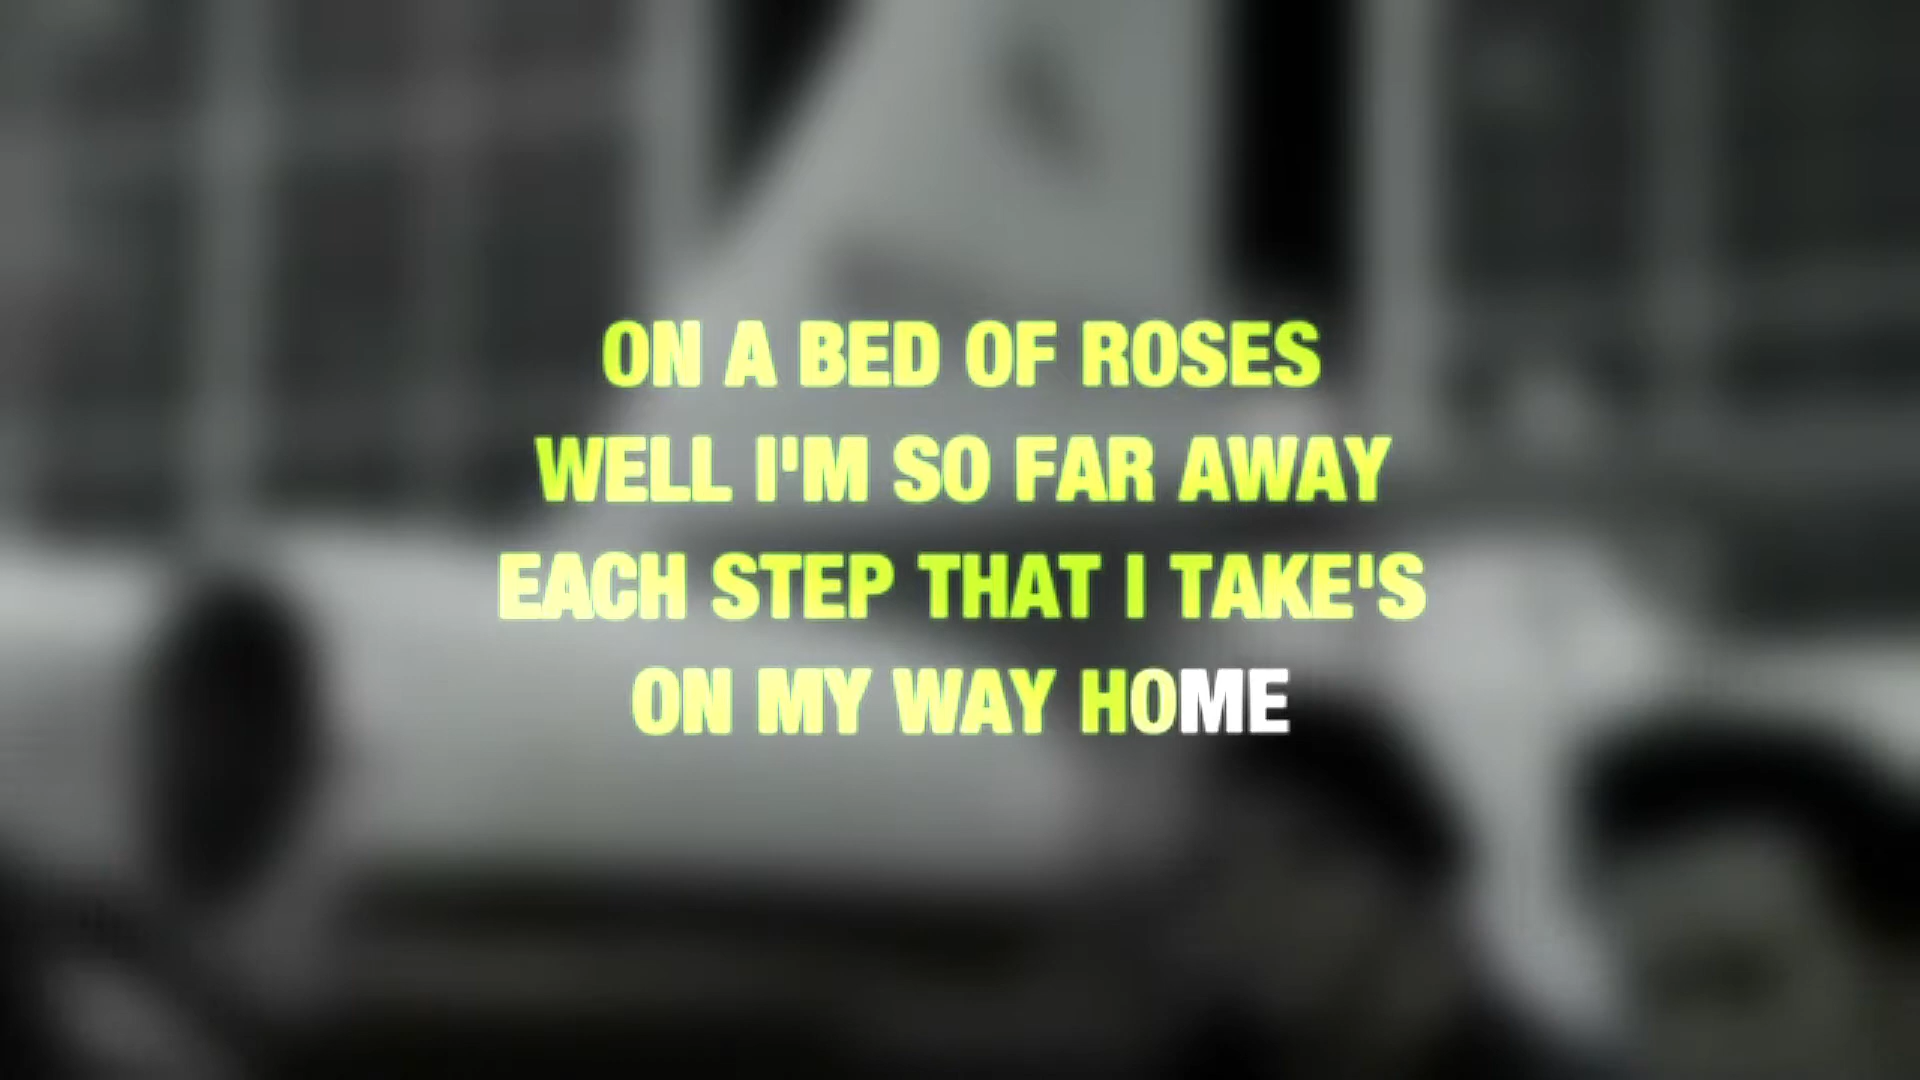 ON A BED OF ROSES
WELL I'M SO FAR AWAY
EACH STEP THAT I TAKE'S
ON MY WAY HOME